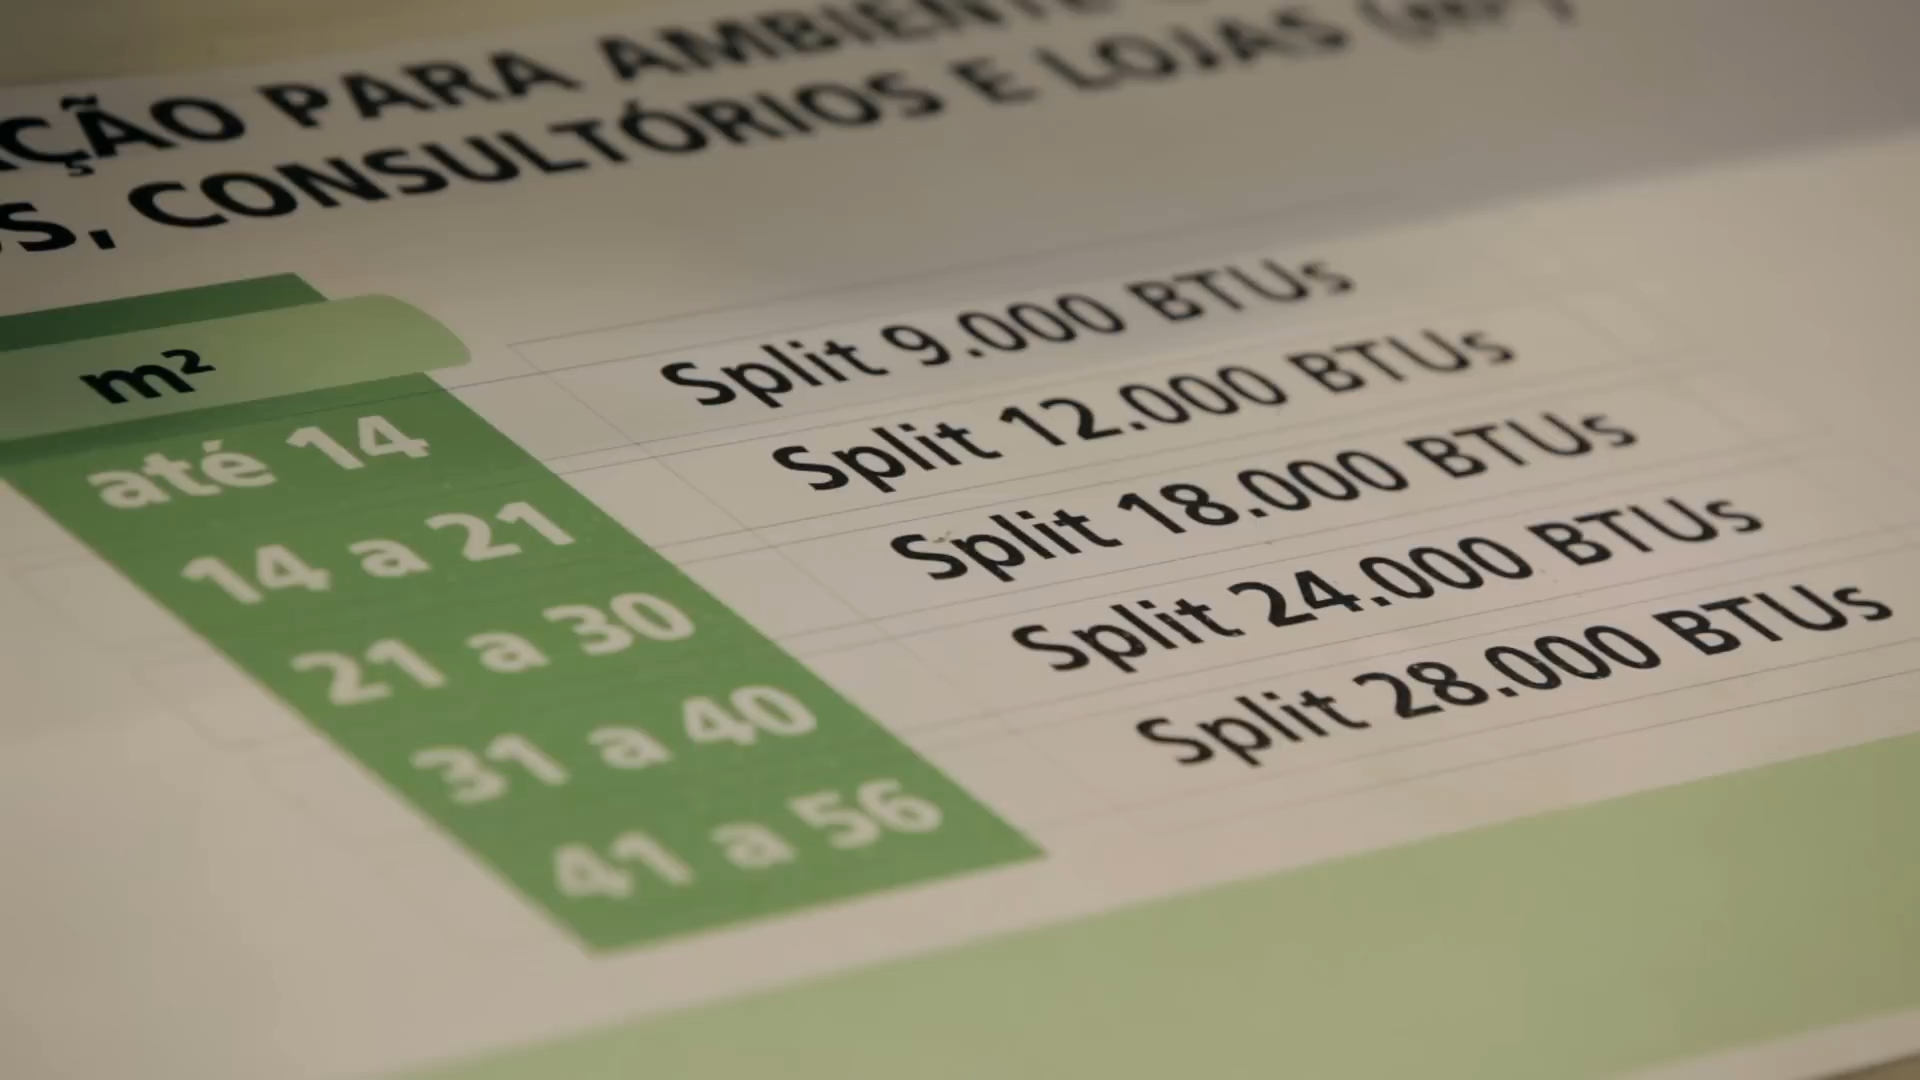 ÇÃO PARA AMBIENTE
S, CONSULTÓRIOS E LOJAS
m²
até 14 Split 9.000 BTUs
14 a 21 Split 12.000 BTUs
21 a 30 Split 18.000 BTUs
31 a 40 Split 24.000 BTUs
41 a 56 Split 28.000 BTUs